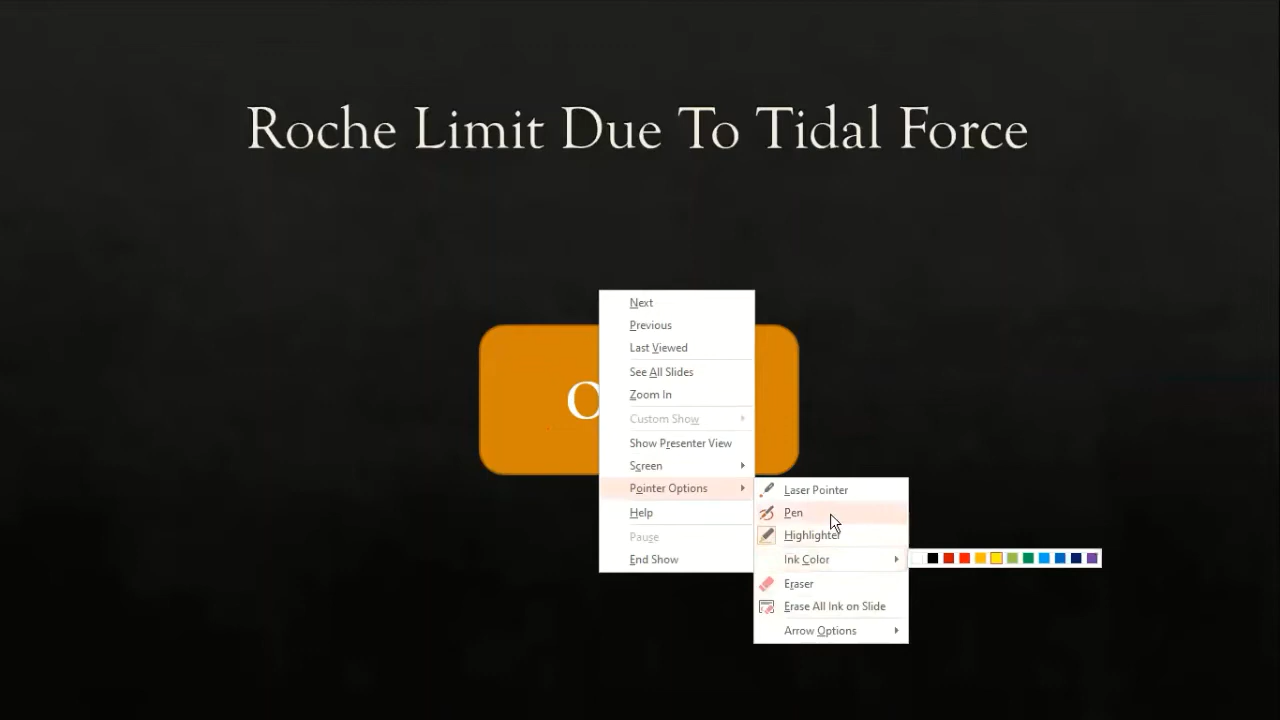 Roche Limit Due To Tidal Force
Next
Previous
Last Viewed
See All Slides
Zoom In
Custom Show
Show Presenter View
Screen
Pointer Options
Help
Pause
End Show
Laser Pointer
Pen
Highlighter
Ink Color
Eraser
Erase All Ink on Slide
Arrow Options